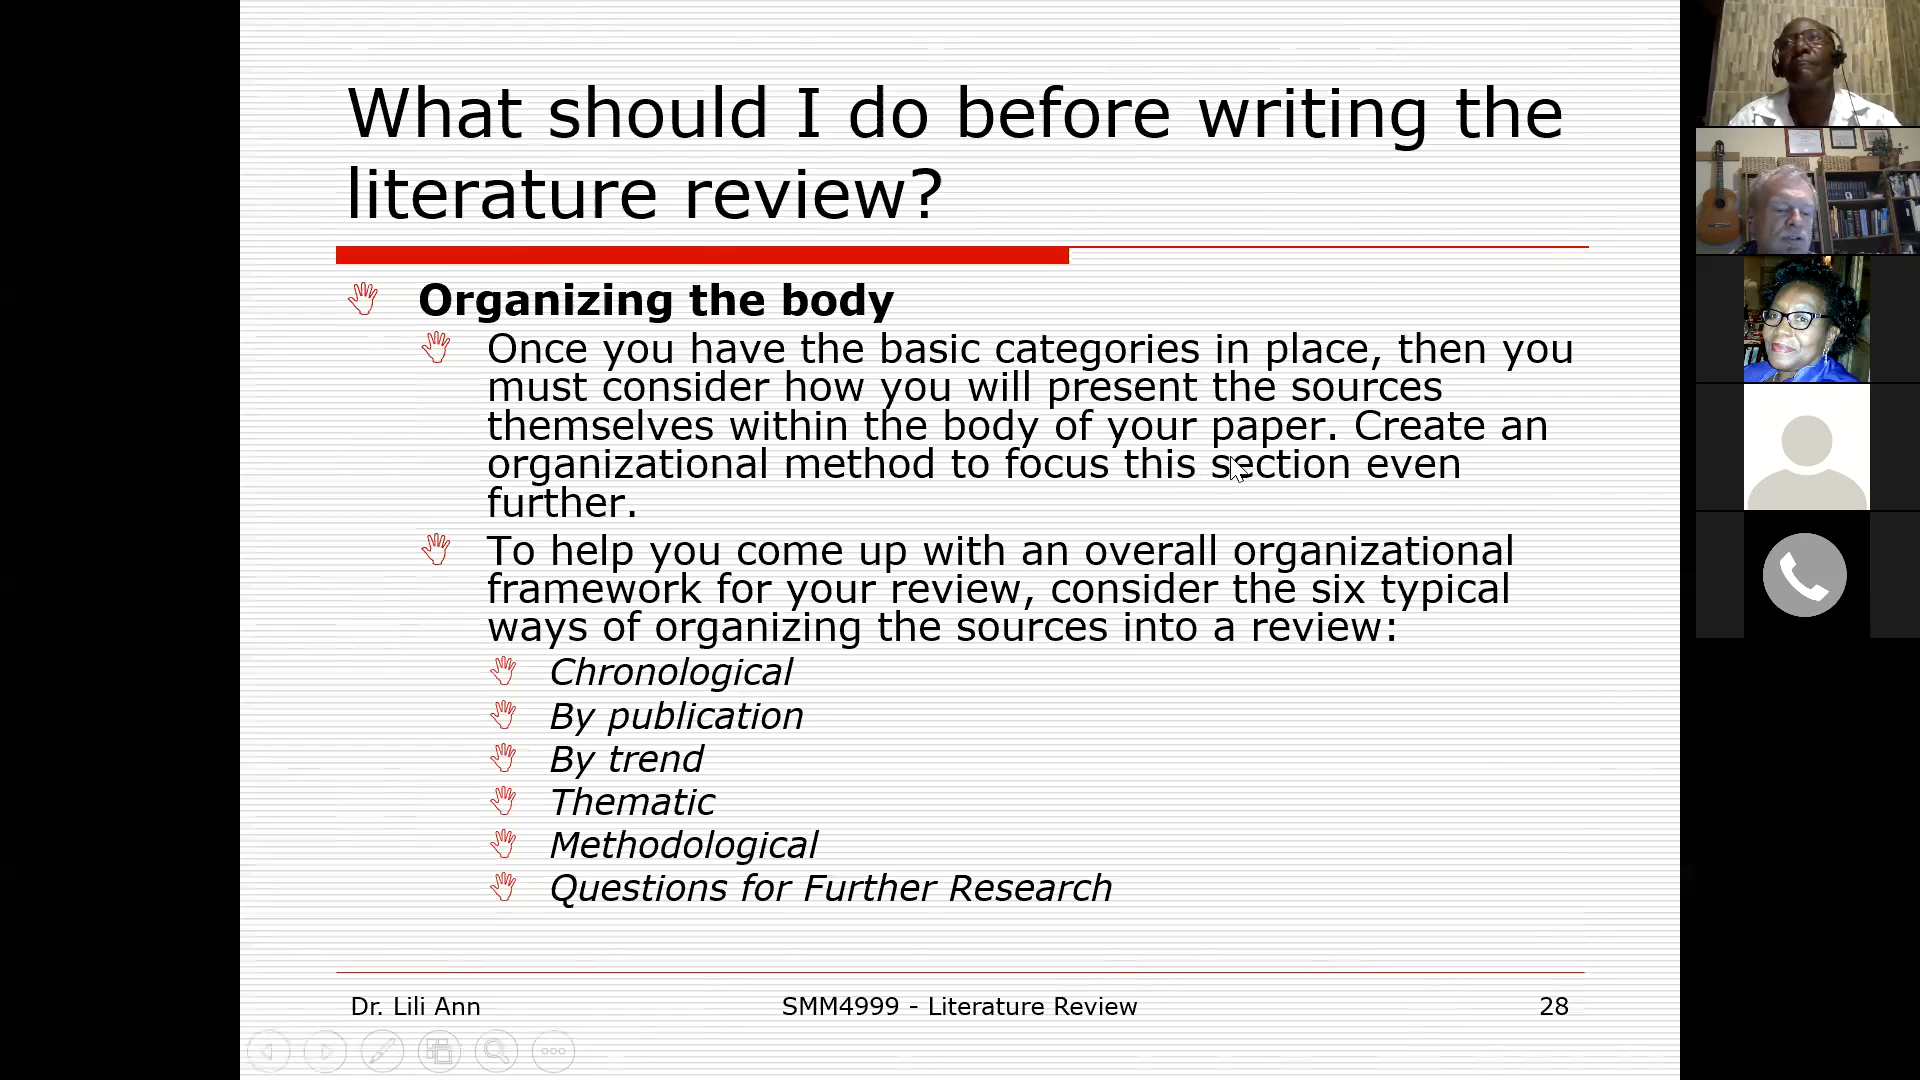 What should I do before writing the
literature review?
Organizing the body
Once you have the basic categories in place, then you
must consider how you will present the sources
themselves within the body of your paper. Create an
organizational method to focus this section even
further.
To help you come up with an overall organizational
framework for your review, consider the six typical
ways of organizing the sources into a review:
Chronological
By publication
By trend
Thematic
Methodological
Questions for Further Research
Dr. Lili Ann
SMM4999 - Literature Review
28